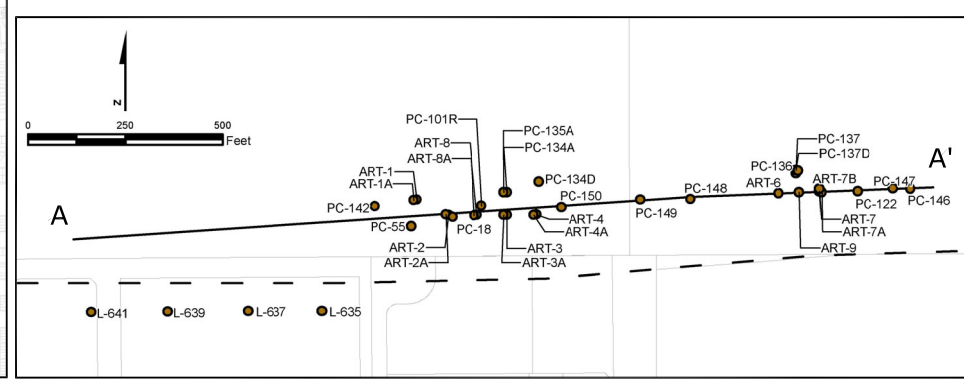 N
0 250 500
Feet
PC-101R
PC-135A
PC-134A
ART-8
ART-8A
ART-1
ART-1A
PC-142
PC-55
PC-18
PC-134D
PC-150
ART-4
ART-4A
ART-2
ART-2A
ART-3
ART-3A
PC-149
PC-148
PC-137
PC-137D
PC-136
ART-6
ART-7B
PC-147
PC-146
PC-122
ART-7
ART-7A
ART-9
A
A'
L-641
L-639
L-637
L-635